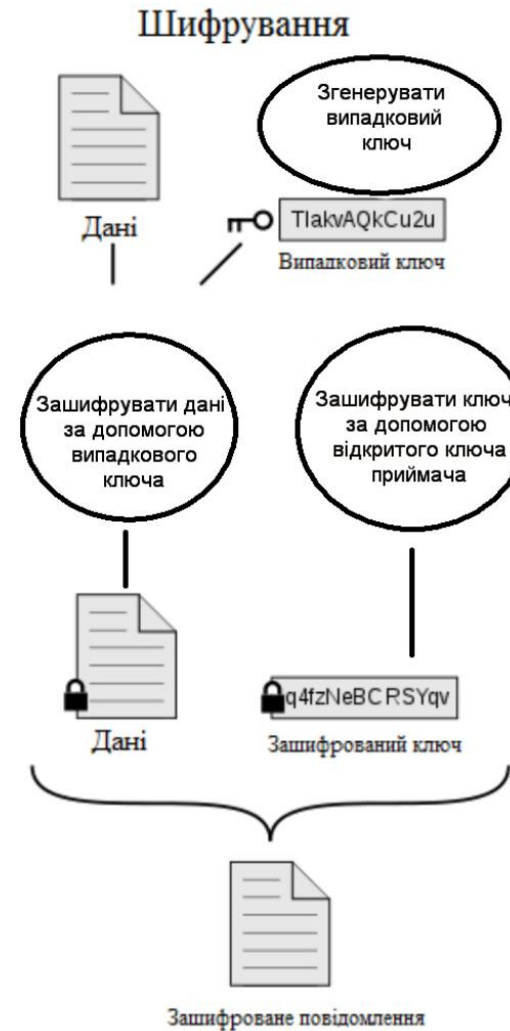 Шифрування
Згенерувати
випадковий
ключ
Дані
TIakvAQkCu2u
Випадковий ключ
Зашифрувати дані
за допомогою
випадкового
ключа
Зашифрувати ключ
за допомогою
відкритого ключа
приймача
q4fzNeBCRSYqv
Дані
Зашифрований ключ
Зашифроване повідомлення